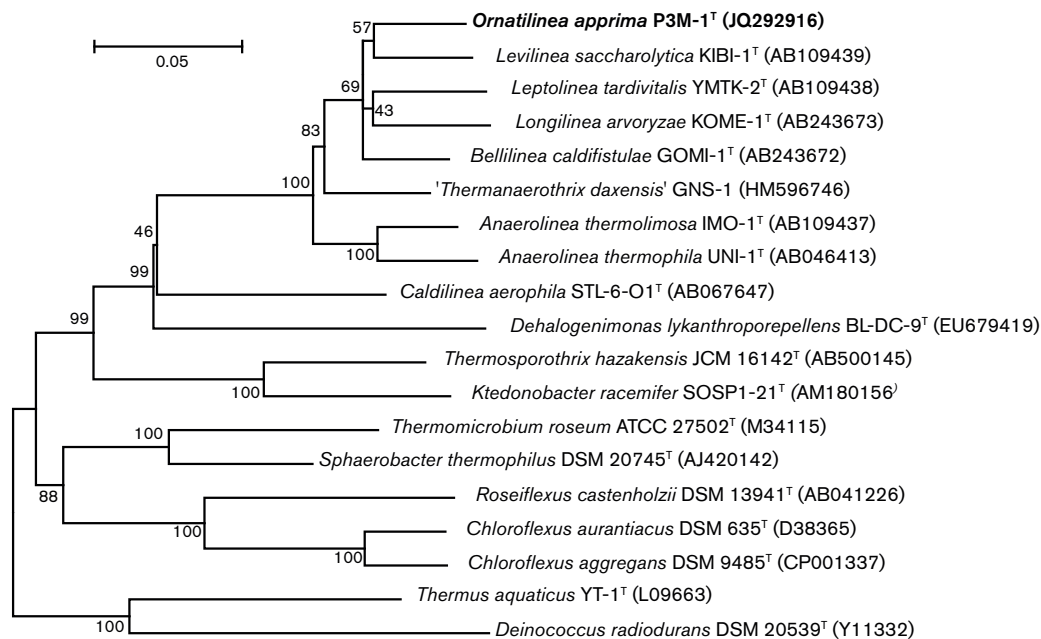 57
Ornatilinea apprima P3M-1ᵀ (JQ292916)
0.05
Levilinea saccharolytica KIBI-1ᵀ (AB109439)
69
Leptolinea tardivitalis YMTK-2ᵀ (AB109438)
43
Longilinea arvoryzae KOME-1ᵀ (AB243673)
83
Bellilinea caldifistulae GOMI-1ᵀ (AB243672)
100
'Thermanaerothrix daxensis' GNS-1 (HM596746)
Anaerolinea thermolimosa IMO-1ᵀ (AB109437)
46
100
Anaerolinea thermophila UNI-1ᵀ (AB046413)
99
Caldilinea aerophila STL-6-O1ᵀ (AB067647)
99
Dehalogenimonas lykanthroporepellens BL-DC-9ᵀ (EU679419)
Thermosporothrix hazakensis JCM 16142ᵀ (AB500145)
100
Ktedonobacter racemifer SOSP1-21ᵀ (AM180156)
100
Thermomicrobium roseum ATCC 27502ᵀ (M34115)
Sphaerobacter thermophilus DSM 20745ᵀ (AJ420142)
88
Roseiflexus castenholzii DSM 13941ᵀ (AB041226)
100
Chloroflexus aurantiacus DSM 635ᵀ (D38365)
100
Chloroflexus aggregans DSM 9485ᵀ (CP001337)
Thermus aquaticus YT-1ᵀ (L09663)
100
Deinococcus radiodurans DSM 20539ᵀ (Y11332)